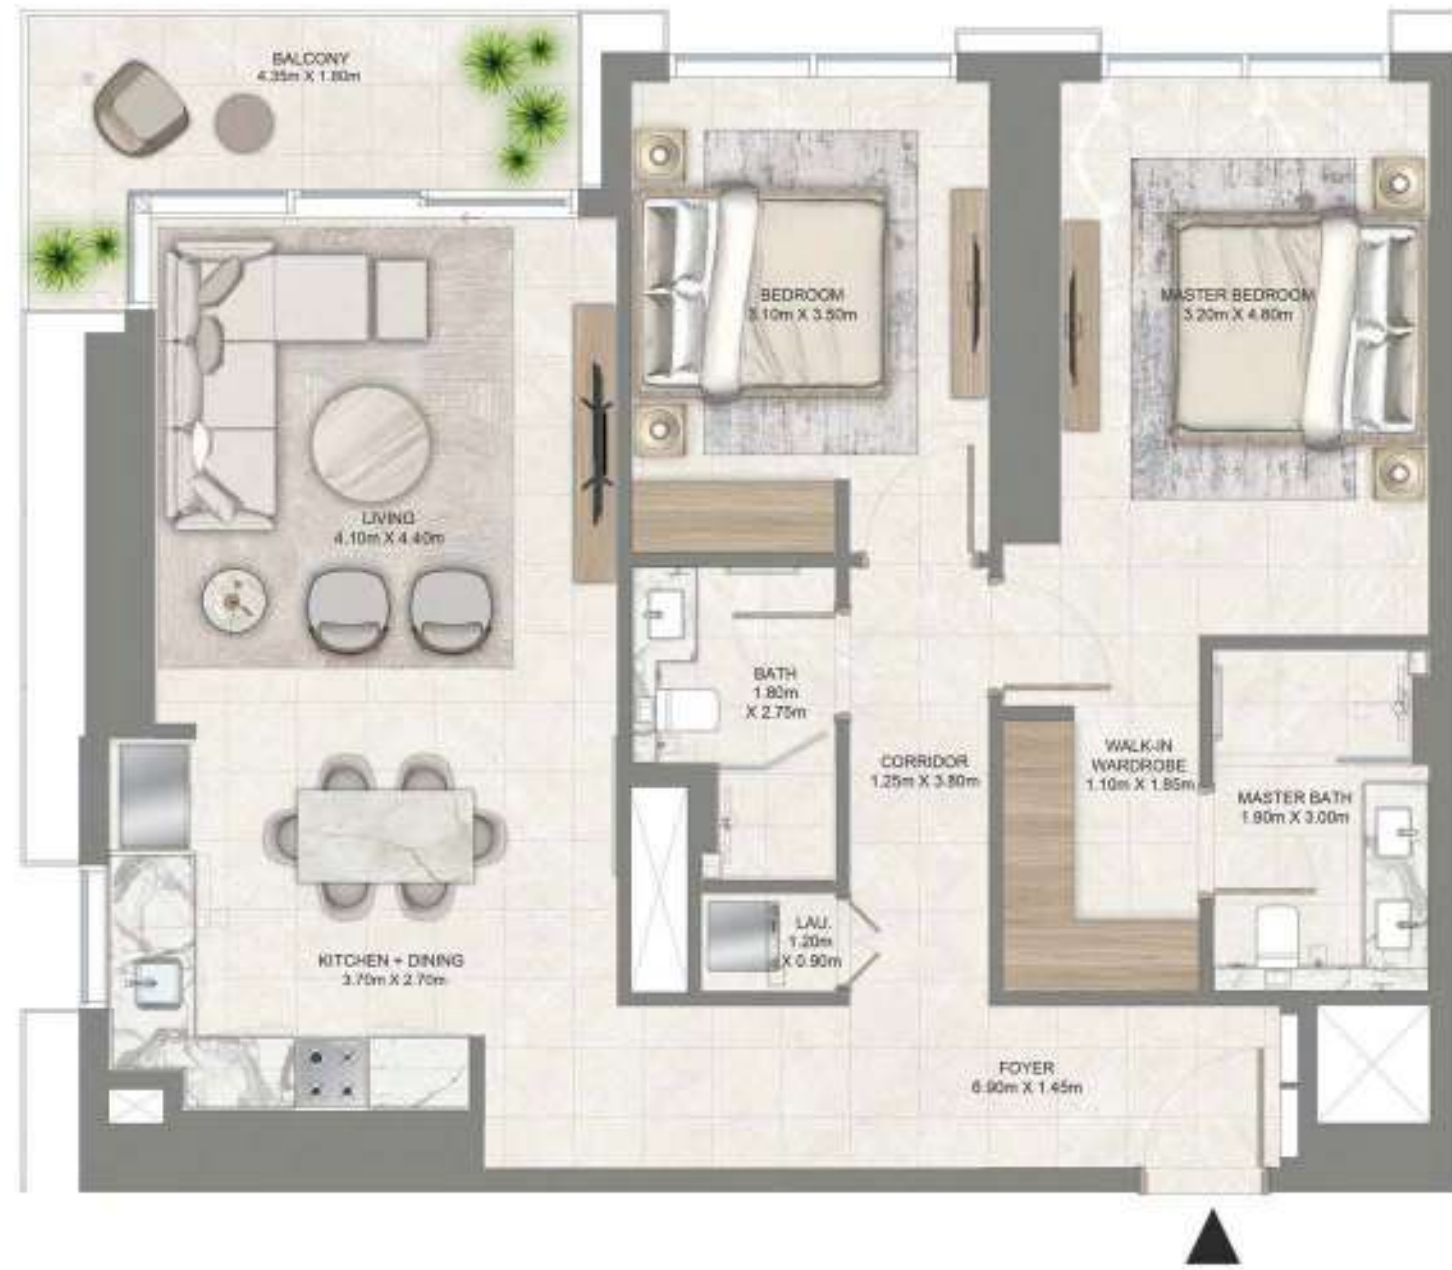 BALCONY
4.35m X 1.80m
BEDROOM
3.10m X 3.50m
MASTER BEDROOM
3.20m X 4.80m
LIVING
4.10m X 4.40m
BATH
1.80m
X 2.75m
CORRIDOR
1.25m X 3.80m
WALK-IN
WARDROBE
1.10m X 1.85m
MASTER BATH
1.90m X 3.00m
LAU.
1.20m
X 0.90m
KITCHEN + DINING
3.70m X 2.70m
FOYER
6.90m X 1.45m